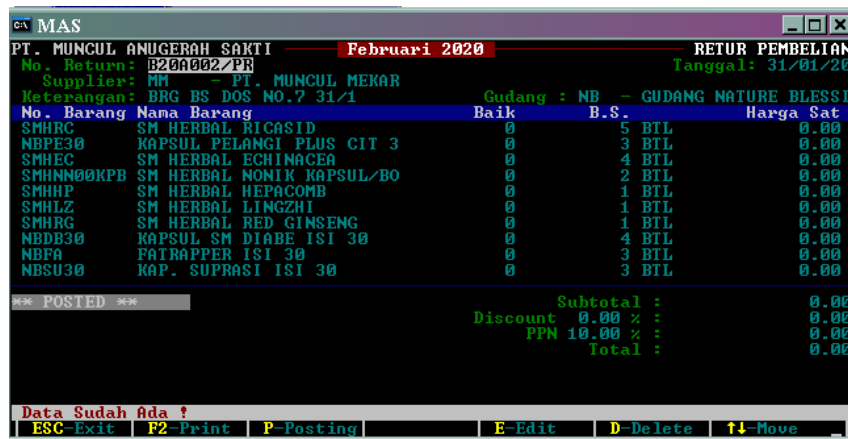 MAS
PT. MUNCUL ANUGERAH SAKTI Februari 2020 RETUR PEMBELIAN
No. Return: B20A002/PR Tanggal: 31/01/20
Supplier: MM - PT. MUNCUL MEKAR
Keterangan: BRG BS DOS NO.7 31/1 Gudang : NB - GUDANG NATURE BLESSI
No. Barang Nama Barang Baik B.S. Harga Sat
SMHRC SM HERBAL RICASID 0 5 BTL 0.00
NBPE30 KAPSUL PELANGI PLUS CIT 3 0 3 BTL 0.00
SMHEC SM HERBAL ECHINACEA 0 4 BTL 0.00
SMHNN00KPB SM HERBAL NONIK KAPSUL/BO 0 2 BTL 0.00
SMHHP SM HERBAL HEPACOMB 0 1 BTL 0.00
SMHLZ SM HERBAL LINGZHI 0 1 BTL 0.00
SMHRG SM HERBAL RED GINSENG 0 1 BTL 0.00
NBDB30 KAPSUL SM DIABE ISI 30 0 4 BTL 0.00
NBFA FATRAPPER ISI 30 0 3 BTL 0.00
NBSU30 KAP. SUPRASI ISI 30 0 3 BTL 0.00
** POSTED ** Subtotal : 0.00
Discount 0.00 % : 0.00
PPN 10.00 % : 0.00
Total : 0.00
Data Sudah Ada !
ESC-Exit F2-Print P-Posting E-Edit D-Delete ↑↓-Move